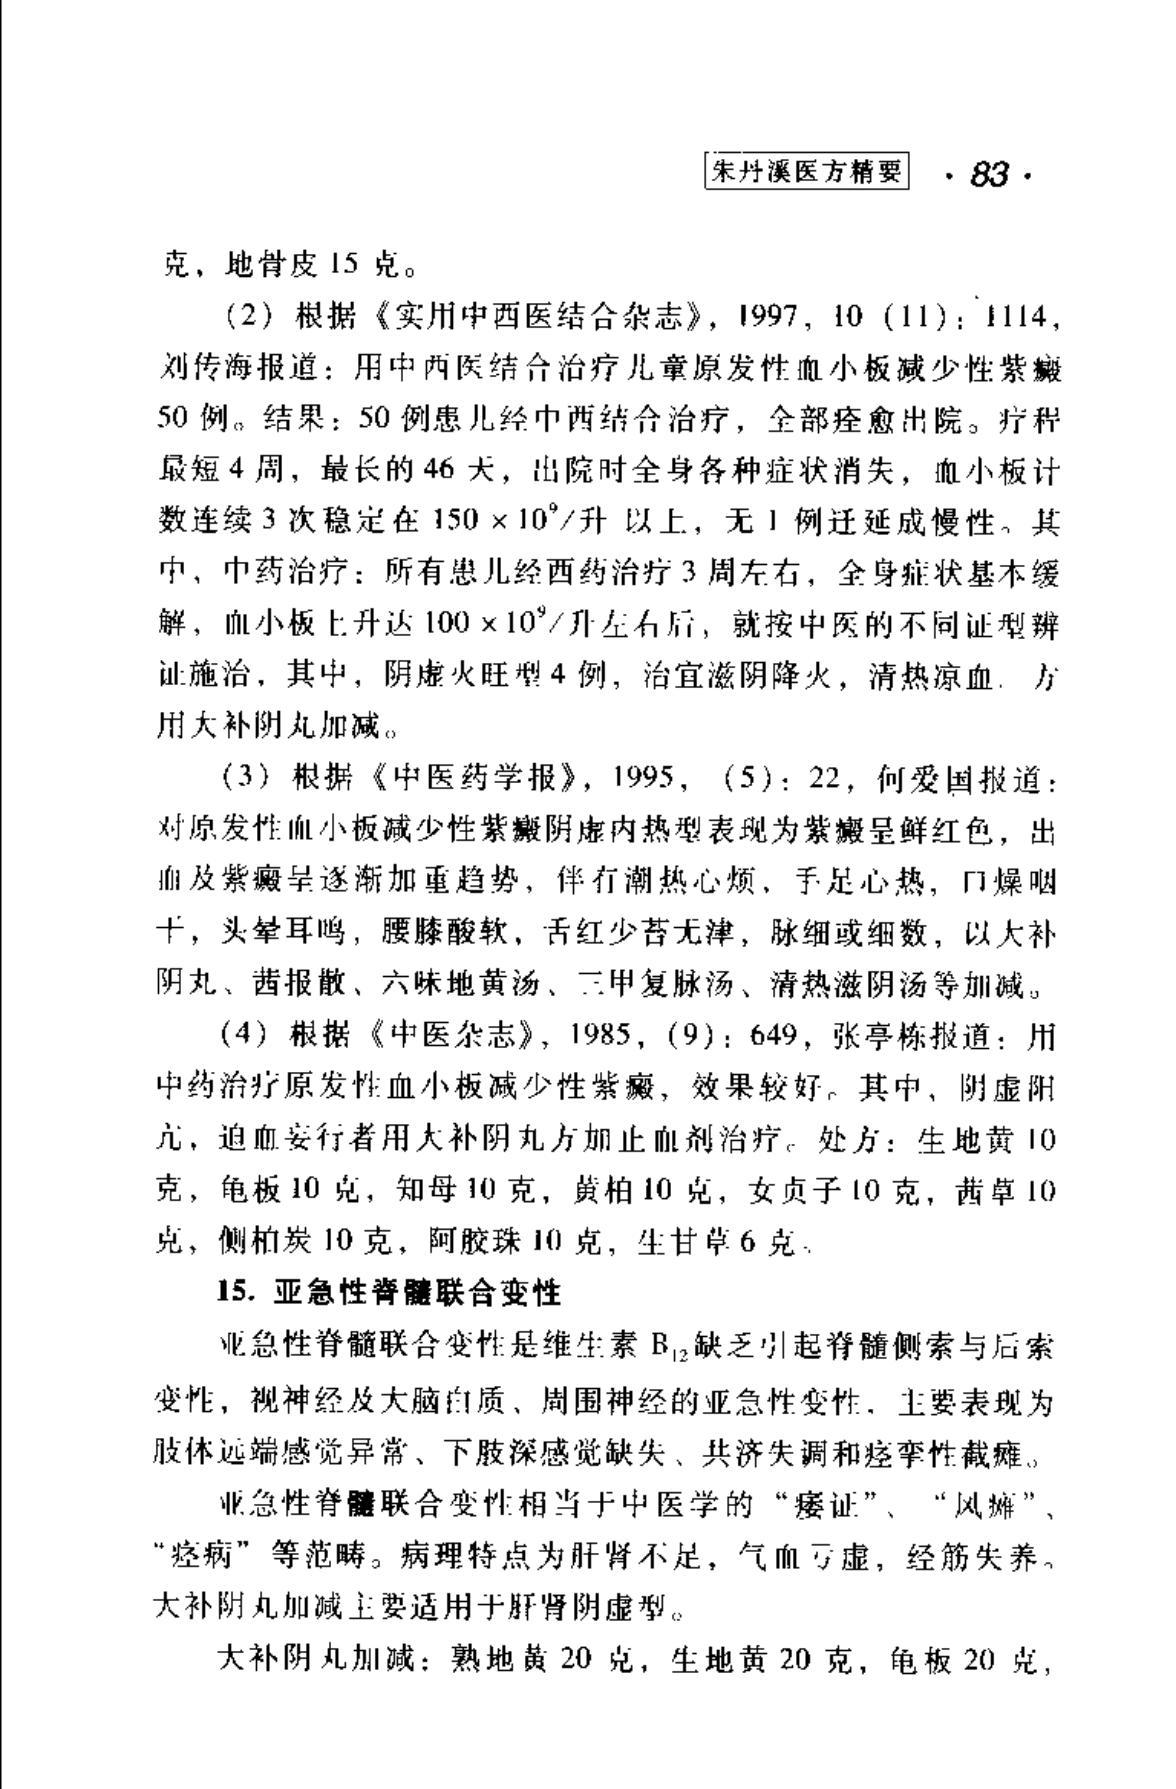 朱丹溪医方精要 ·83·
克，地骨皮 15 克。
（2）根据《实用中西医结合杂志》，1997，10（11）：1114，
刘传海报道：用中西医结合治疗儿童原发性血小板减少性紫癜
50 例。结果：50 例患儿经中西结合治疗，全部痊愈出院。疗程
最短 4 周，最长的 46 天，出院时全身各种症状消失，血小板计
数连续 3 次稳定在 150×10⁹/升 以上，无 1 例迁延成慢性。其
中，中药治疗：所有患儿经西药治疗 3 周左右，全身症状基本缓
解，血小板上升达 100×10⁹/升左右后，就按中医的不同证型辨
证施治，其中，阴虚火旺型 4 例，治宜滋阴降火，清热凉血．方
用大补阴丸加减。
（3）根据《中医药学报》，1995，（5）：22，何爱国报道：
对原发性血小板减少性紫癜阴虚内热型表现为紫癜呈鲜红色，出
血及紫癜呈逐渐加重趋势，伴有潮热心烦，手足心热，口燥咽
干，头晕耳鸣，腰膝酸软，舌红少苔无津，脉细或细数，以大补
阴丸、茜报散、六味地黄汤、三甲复脉汤、清热滋阴汤等加减。
（4）根据《中医杂志》，1985，（9）：649，张亭栋报道：用
中药治疗原发性血小板减少性紫癜，效果较好。其中，阴虚阳
亢，迫血妄行者用大补阴丸方加止血剂治疗。处方：生地黄 10
克，龟板 10 克，知母 10 克，黄柏 10 克，女贞子 10 克，茜草 10
克，侧柏炭 10 克，阿胶珠 10 克，生甘草 6 克。
15. 亚急性脊髓联合变性
亚急性脊髓联合变性是维生素 B₁₂缺乏引起脊髓侧索与后索
变性，视神经及大脑白质、周围神经的亚急性变性．主要表现为
肢体远端感觉异常、下肢深感觉缺失、共济失调和痉挛性截瘫。
亚急性脊髓联合变性相当于中医学的“痿证”、“风痱”、
“痉病”等范畴。病理特点为肝肾不足，气血亏虚，经筋失养。
大补阴丸加减主要适用于肝肾阴虚型。
大补阴丸加减：熟地黄 20 克，生地黄 20 克，龟板 20 克，